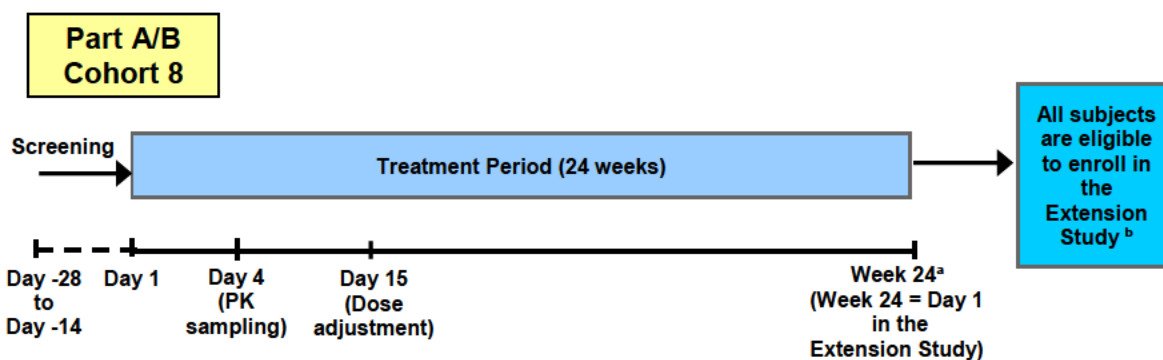 Part A/B
Cohort 8
Screening
Treatment Period (24 weeks)
All subjects
are eligible
to enroll in
the
Extension
Study ᵇ
Day -28
to
Day -14
Day 1
Day 4
(PK
sampling)
Day 15
(Dose
adjustment)
Week 24ᵃ
(Week 24 = Day 1
in the
Extension Study)